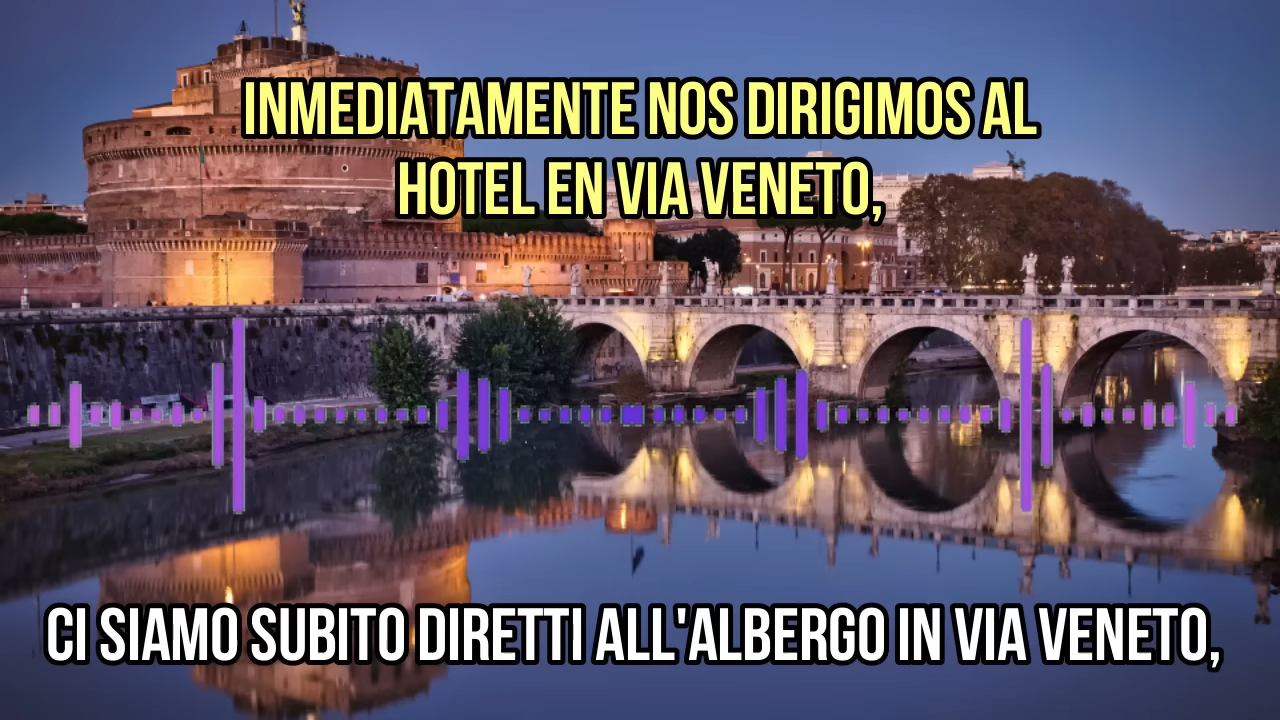 INMEDIATAMENTE NOS DIRIGIMOS AL
HOTEL EN VIA VENETO,
CI SIAMO SUBITO DIRETTI ALL'ALBERGO IN VIA VENETO,